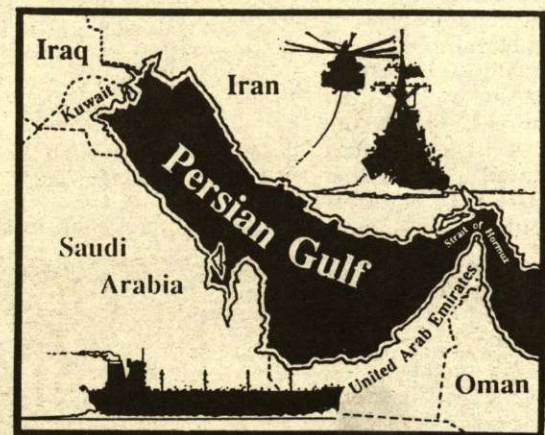 Iraq
Iran
Kuwait
Persian Gulf
Strait of Hormuz
Saudi
Arabia
United Arab Emirates
Oman